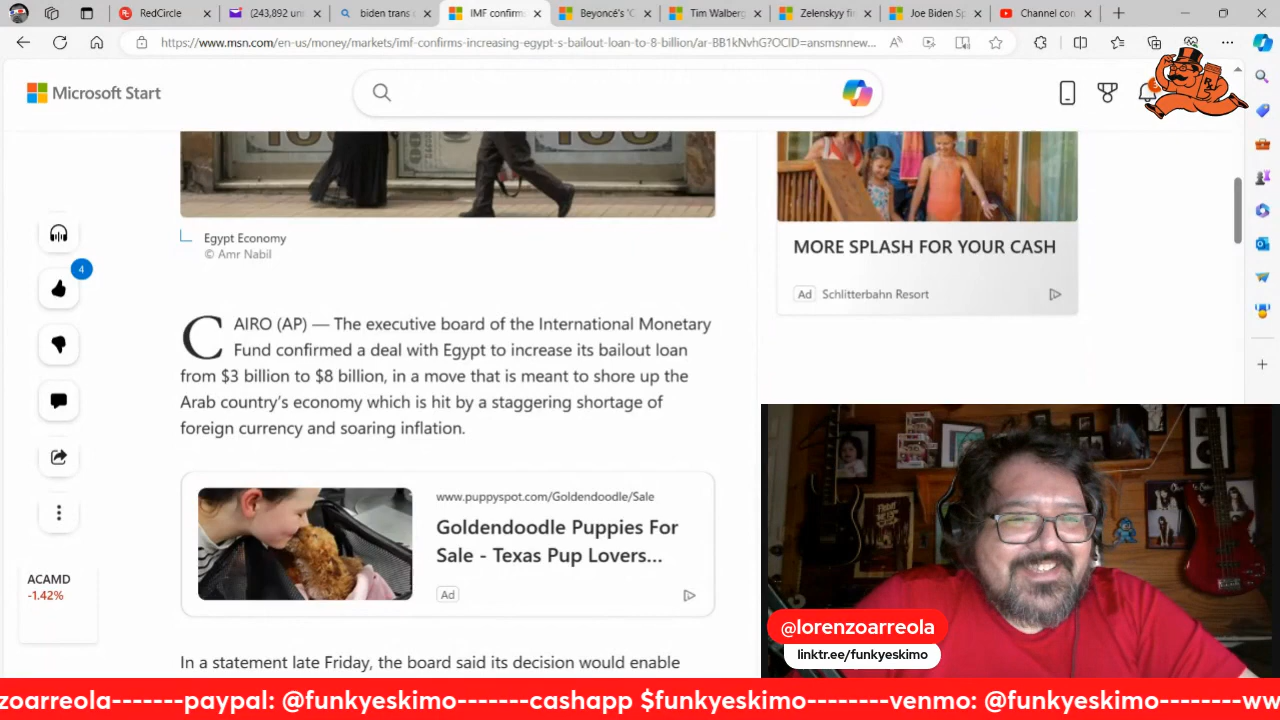 RedCircle
(243,892 unr
biden trans d
IMF confirm
Beyoncé's 'C
Tim Walberg
Zelenskyy fi
Joe Biden Sp
Channel con
https://www.msn.com/en-us/money/markets/imf-confirms-increasing-egypt-s-bailout-loan-to-8-billion/ar-BB1kNvhG?OCID=ansmsnnew...
Microsoft Start
Egypt Economy
© Amr Nabil
4
CAIRO (AP) — The executive board of the International Monetary
Fund confirmed a deal with Egypt to increase its bailout loan
from $3 billion to $8 billion, in a move that is meant to shore up the
Arab country's economy which is hit by a staggering shortage of
foreign currency and soaring inflation.
www.puppyspot.com/Goldendoodle/Sale
Goldendoodle Puppies For
Sale - Texas Pup Lovers...
Ad
In a statement late Friday, the board said its decision would enable
ACAMD
-1.42%
MORE SPLASH FOR YOUR CASH
Ad Schlitterbahn Resort
@lorenzoarreola
linktr.ee/funkyeskimo
zoarreola-------paypal: @funkyeskimo-------cashapp $funkyeskimo--------venmo: @funkyeskimo--------ww